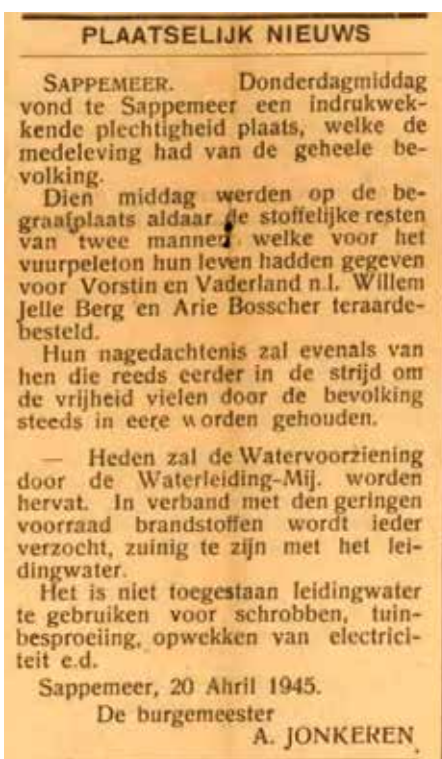 PLAATSELIJK NIEUWS
SAPPEMEER. Donderdagmiddag
vond te Sappemeer een indrukwek-
kende plechtigheid plaats, welke de
medeleving had van de geheele be-
volking.
Dien middag werden op de be-
graafplaats aldaar de stoffelijke resten
van twee mannen welke voor het
vuurpeleton hun leven hadden gegeven
voor Vorstin en Vaderland n.l. Willem
Jelle Berg en Arie Bosscher teraarde-
besteld.
Hun nagedachtenis zal evenals van
hen die reeds eerder in de strijd om
de vrijheid vielen door de bevolking
steeds in eere worden gehouden.
— Heden zal de Watervoorziening
door de Waterleiding-Mij. worden
hervat. In verband met den geringen
voorraad brandstoffen wordt ieder
verzocht, zuinig te zijn met het lei-
dingwater.
Het is niet toegestaan leidingwater
te gebruiken voor schrobben, tuin-
besproeiing, opwekken van electrici-
teit e.d.
Sappemeer, 20 Ahril 1945.
De burgemeester
A. JONKEREN